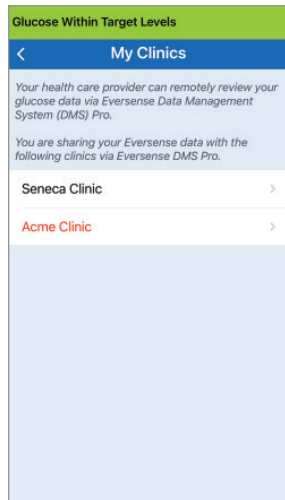 Glucose Within Target Levels
My Clinics
Your health care provider can remotely review your
glucose data via Eversense Data Management
System (DMS) Pro.
You are sharing your Eversense data with the
following clinics via Eversense DMS Pro.
Seneca Clinic
Acme Clinic